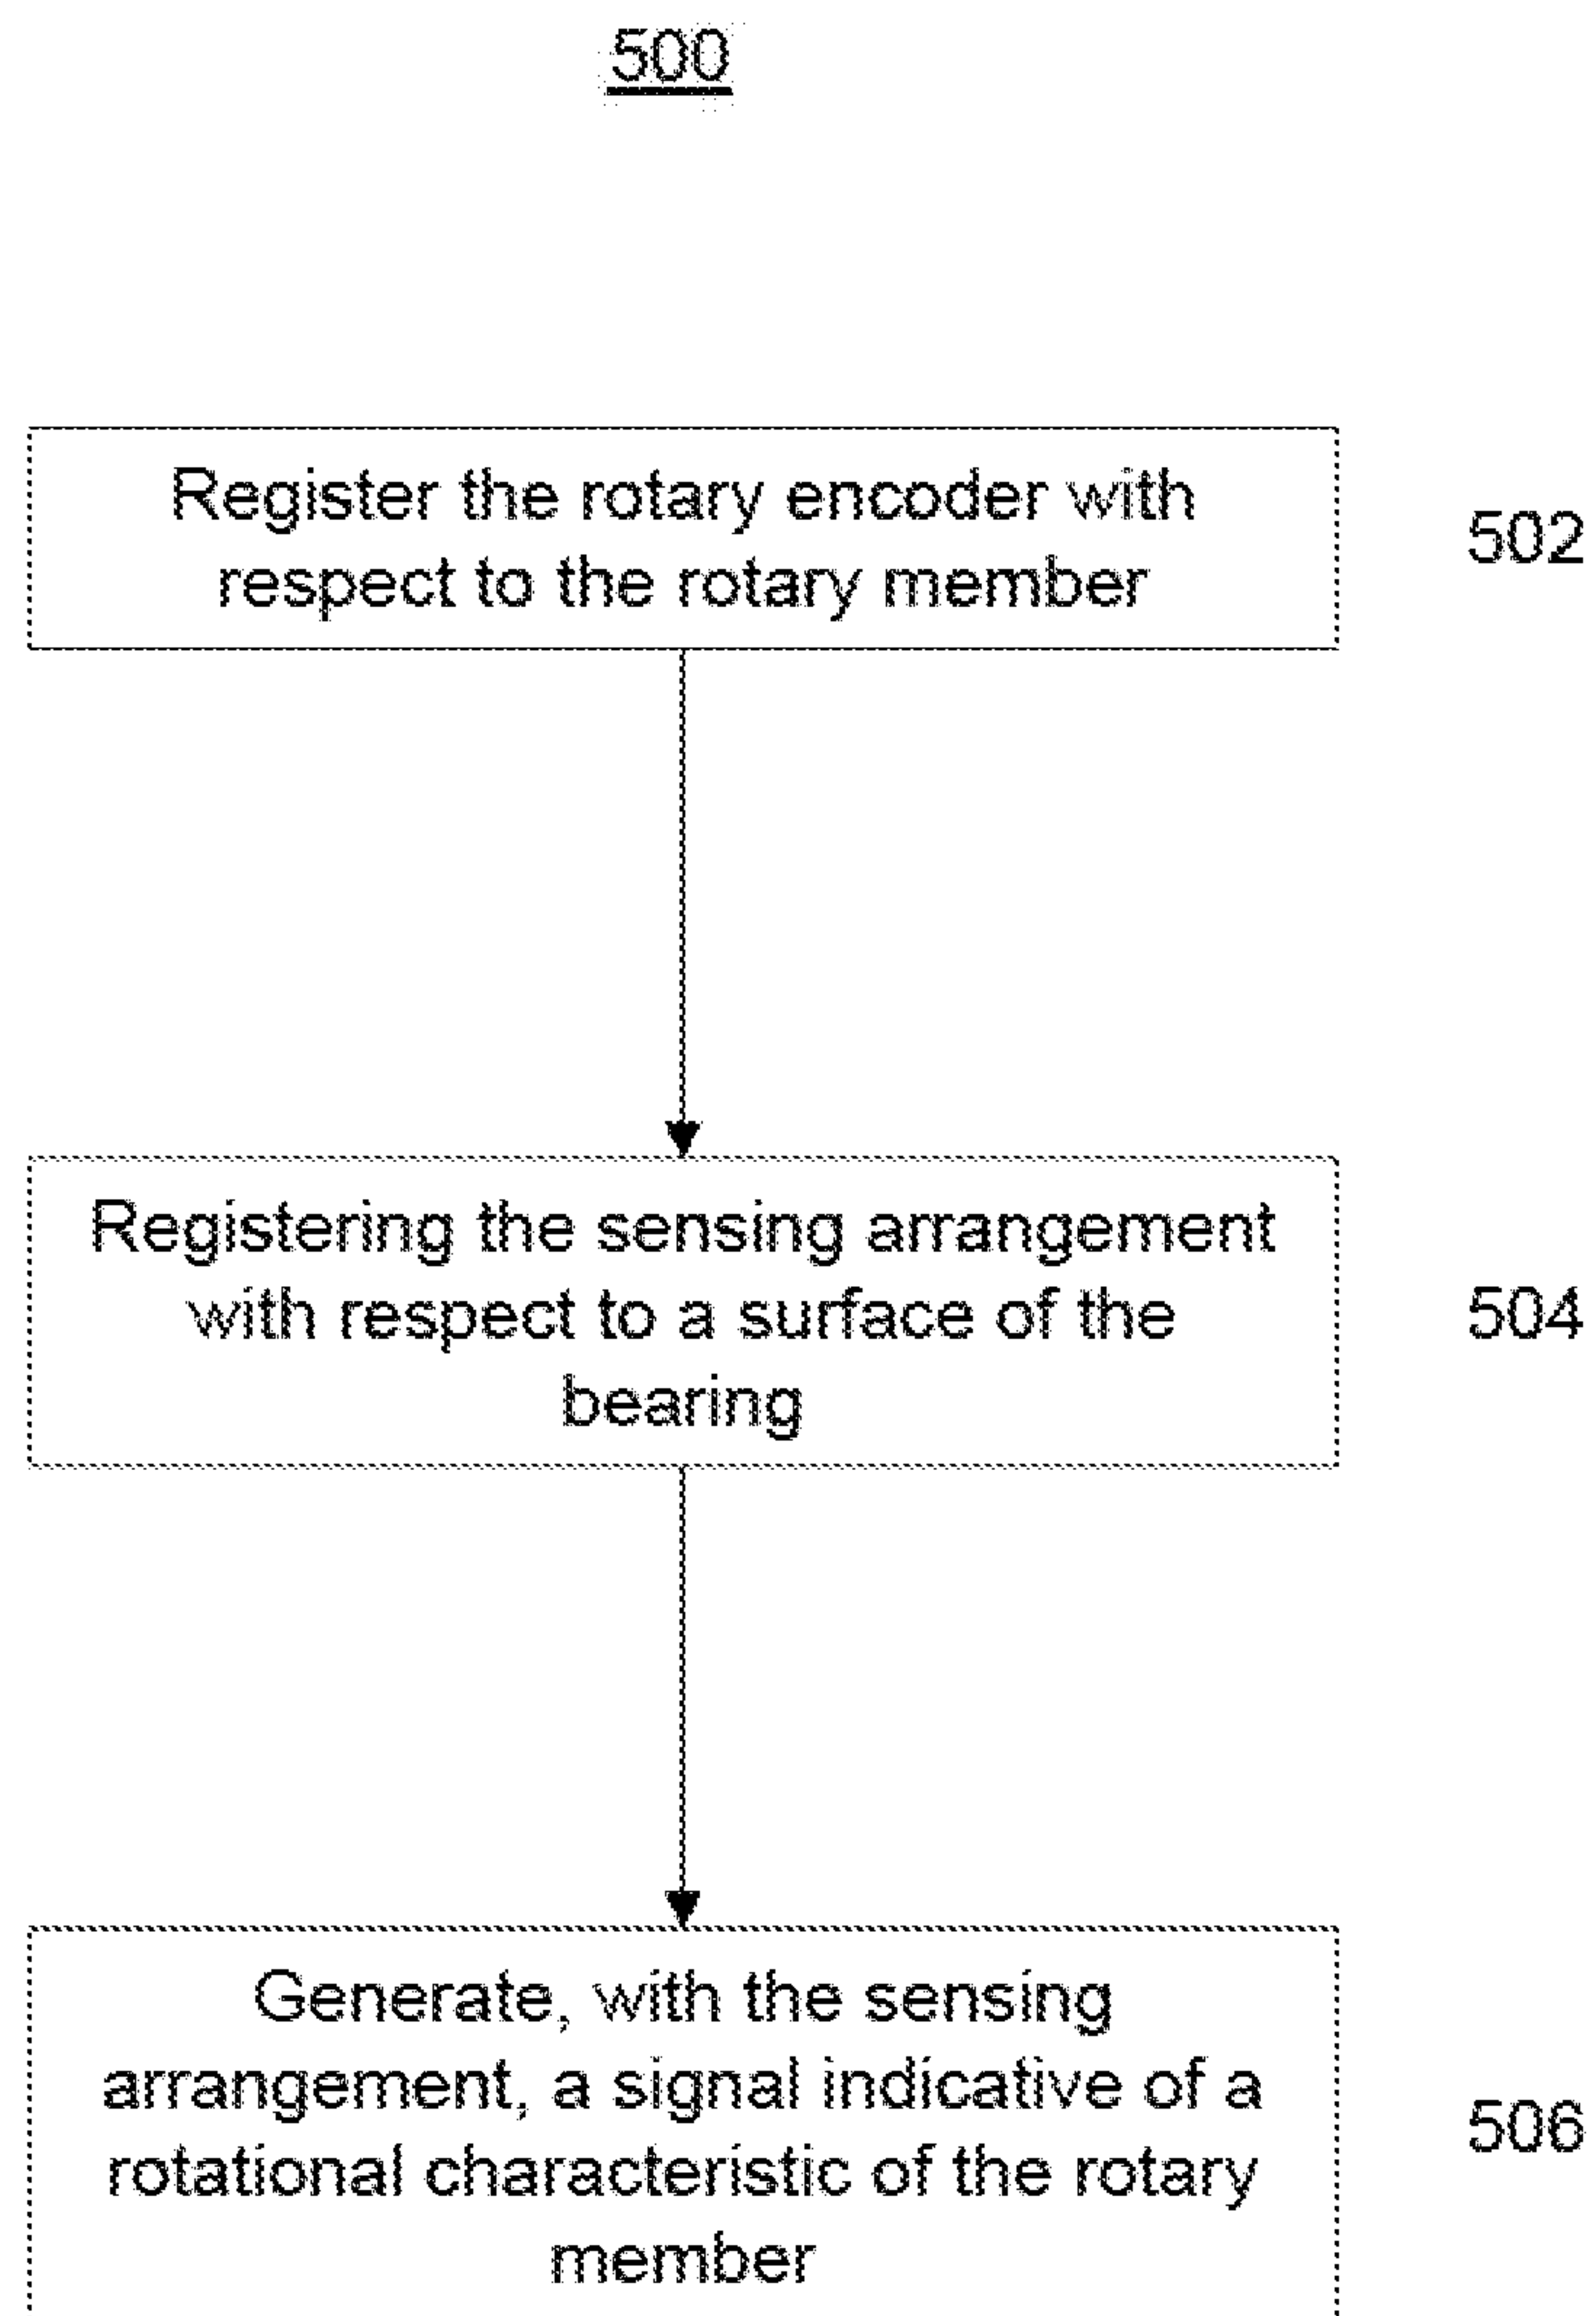 500
Register the rotary encoder with
respect to the rotary member
502
Registering the sensing arrangement
with respect to a surface of the
bearing
504
Generate, with the sensing
arrangement, a signal indicative of a
rotational characteristic of the rotary
member
506